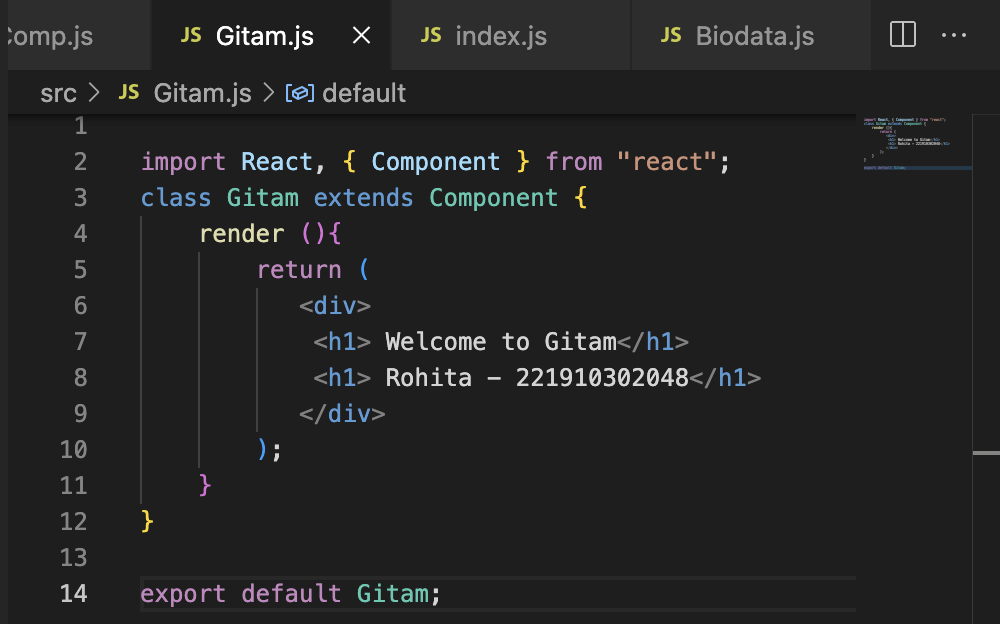 omp.js JS Gitam.js × JS index.js JS Biodata.js ...
src > JS Gitam.js > default
1
2 import React, { Component } from "react";
3 class Gitam extends Component {
4     render (){
5         return (
6            <div>
7             <h1> Welcome to Gitam</h1>
8             <h1> Rohita – 221910302048</h1>
9            </div>
10         );
11     }
12 }
13
14 export default Gitam;